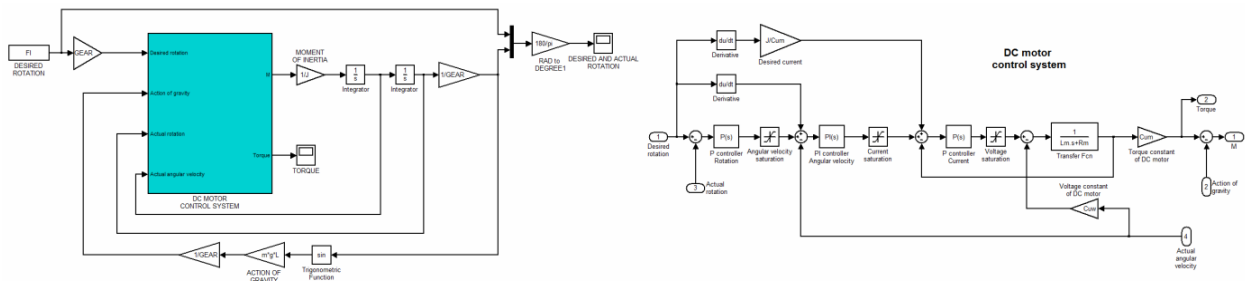 FI
DESIRED
ROTATION
GEAR
Desired rotation
Action of gravity
Actual rotation
Actual angular velocity
M
Torque
DC MOTOR
CONTROL SYSTEM
MOMENT
OF INERTIA
1/J
1
s
Integrator
1
s
Integrator
1/GEAR
180/pi
RAD to
DEGREE1
DESIRED AND ACTUAL
ROTATION
TORQUE
1/GEAR
m*g*L
ACTION OF
GRAVITY
sin
Trigonometric
Function
DC motor
control system
du/dt
Derivative
J/Cum
Desired current
du/dt
Derivative
1
Desired
rotation
3
Actual
rotation
P(s)
P controller
Rotation
Angular velocity
saturation
PI(s)
PI controller
Angular velocity
Current
saturation
P(s)
P controller
Current
Voltage
saturation
1
Lm.s+Rm
Transfer Fcn
Cum
Torque constant
of DC motor
2
Torque
1
M
2
Action of
gravity
Voltage constant
of DC motor
Cuw
4
Actual
angular
velocity